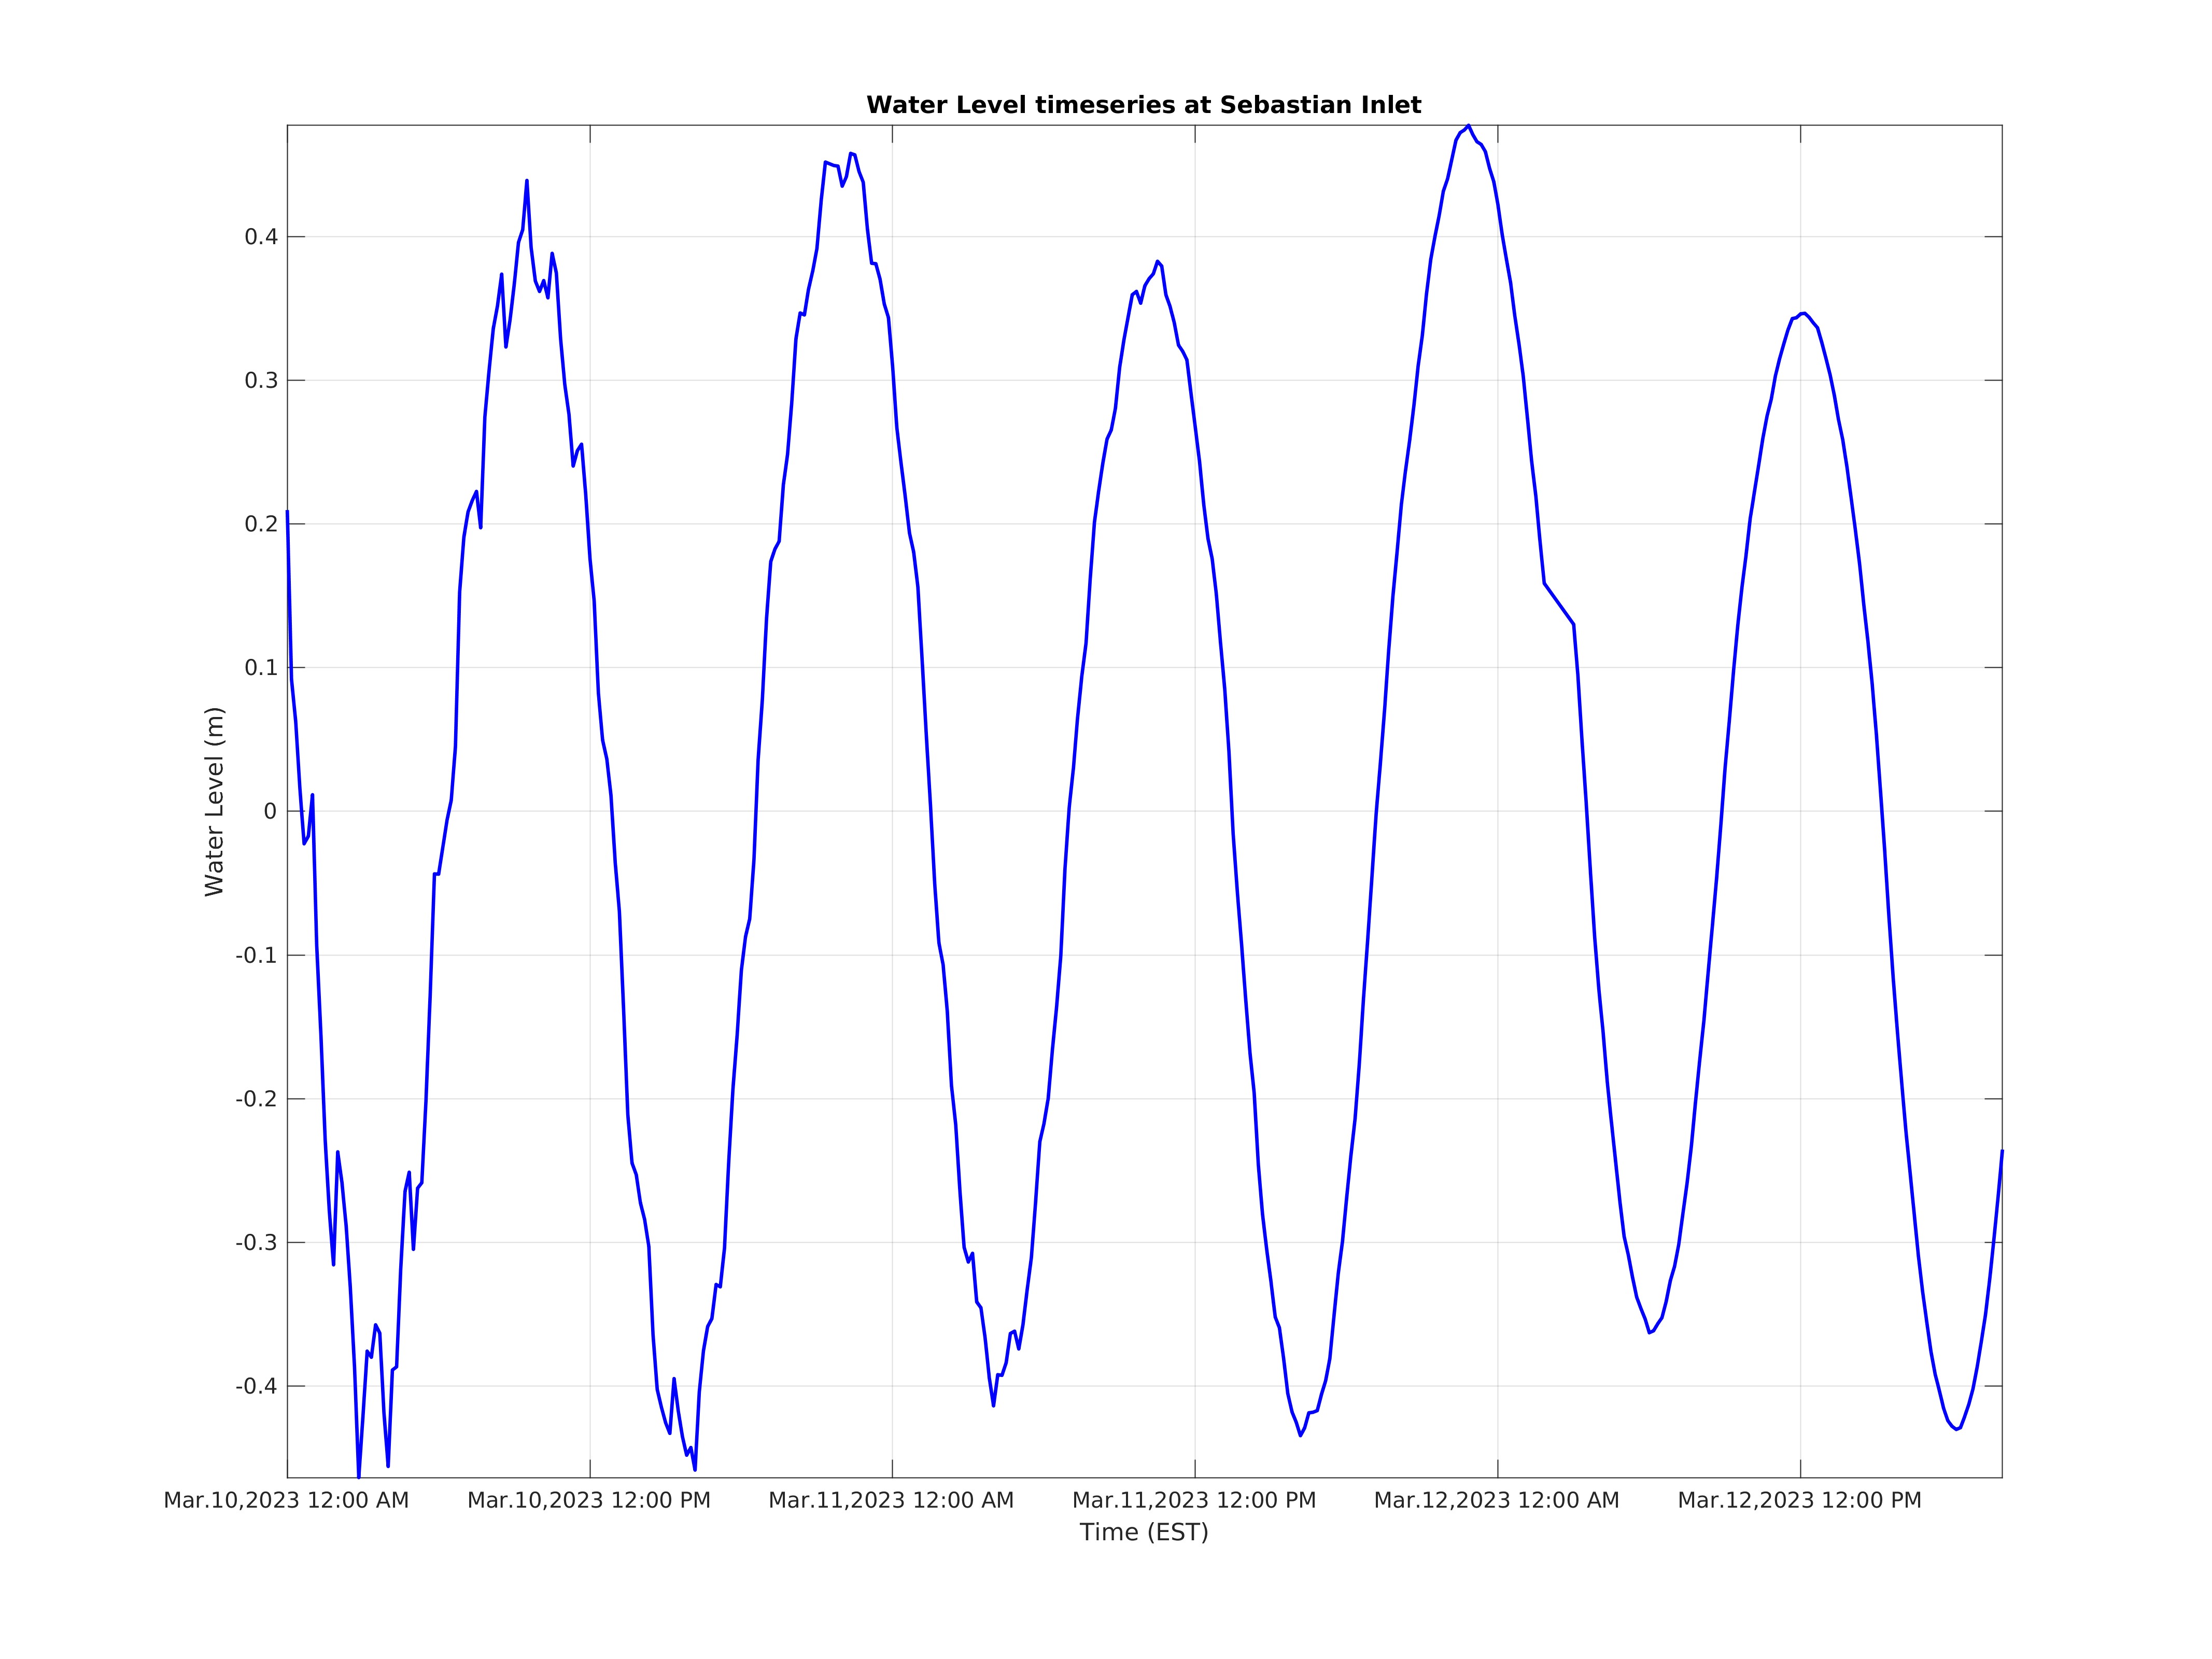 Water Level timeseries at Sebastian Inlet
0.4
0.3
0.2
0.1
0
-0.1
-0.2
-0.3
-0.4
Water Level (m)
Mar.10,2023 12:00 AM
Mar.10,2023 12:00 PM
Mar.11,2023 12:00 AM
Mar.11,2023 12:00 PM
Mar.12,2023 12:00 AM
Mar.12,2023 12:00 PM
Time (EST)